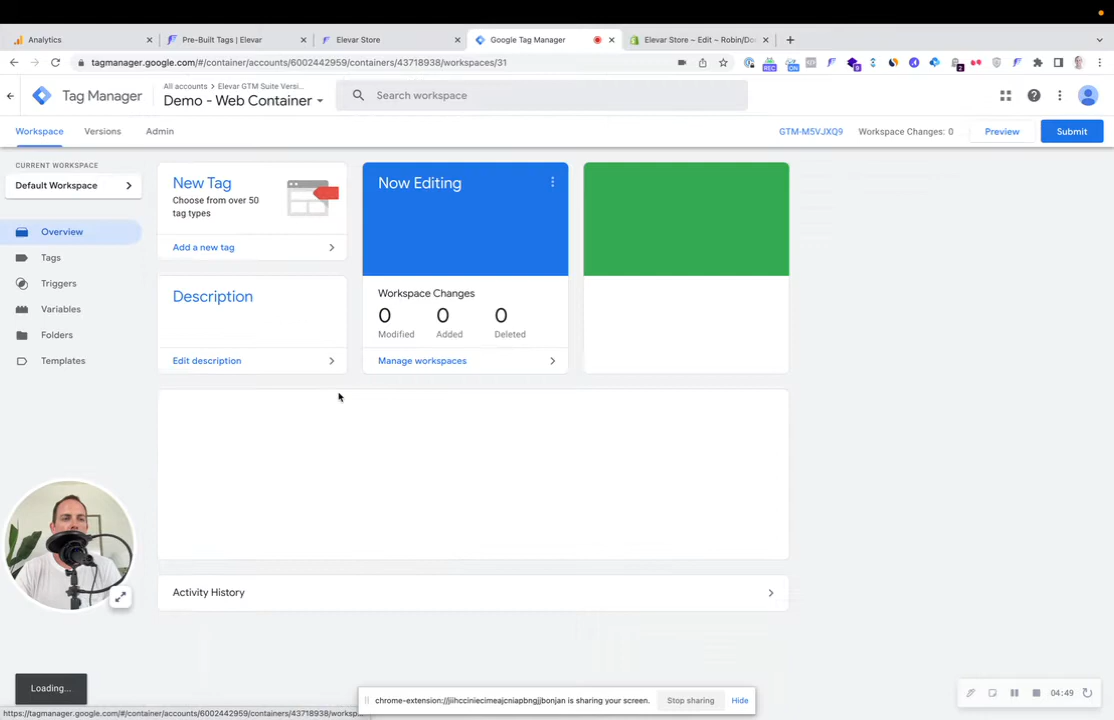 Analytics
Pre-Built Tags | Elevar
Elevar Store
Google Tag Manager
Elevar Store ~ Edit ~ Robin/Do
tagmanager.google.com/#/container/accounts/6002442959/containers/43718938/workspaces/31
Tag Manager
All accounts > Elevar GTM Suite Versi...
Demo - Web Container
Search workspace
Workspace
Versions
Admin
GTM-M5VJXQ9
Workspace Changes: 0
Preview
Submit
CURRENT WORKSPACE
Default Workspace
Overview
Tags
Triggers
Variables
Folders
Templates
New Tag
Choose from over 50
tag types
Add a new tag
Description
Edit description
Now Editing
Workspace Changes
0 0 0
Modified Added Deleted
Manage workspaces
Activity History
Loading...
chrome-extension://jiihcciniecimeajcniapbngjjbonjan is sharing your screen.
Stop sharing
Hide
04:49
https://tagmanager.google.com/#/container/accounts/6002442959/containers/43718938/worksp...